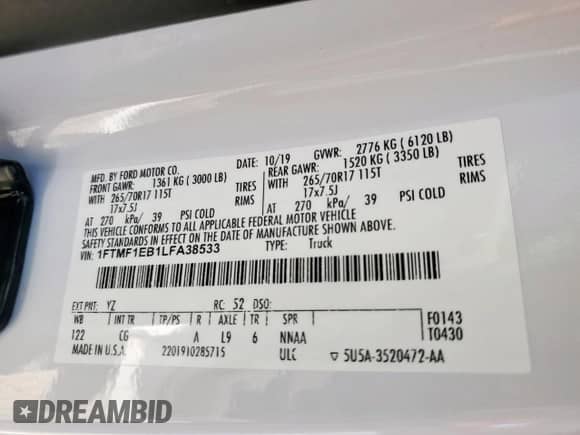 MFD. BY FORD MOTOR CO.
DATE: 10/19 GVWR: 2776 KG ( 6120 LB)
FRONT GAWR: 1361 KG ( 3000 LB)
REAR GAWR: 1520 KG ( 3350 LB)
WITH 265/70R17 115T TIRES
17x7.5J RIMS
AT 270 kPa/ 39 PSI COLD
WITH 265/70R17 115T TIRES
17x7.5J RIMS
AT 270 kPa/ 39 PSI COLD
THIS VEHICLE CONFORMS TO ALL APPLICABLE FEDERAL MOTOR VEHICLE
SAFETY STANDARDS IN EFFECT ON THE DATE OF MANUFACTURE SHOWN ABOVE.
VIN: 1FTMF1EB1LFA38533
TYPE: Truck
EXT PNT: YZ RC: 52 DSO:
WB INT TR TP/PS R AXLE TR SPR
122 CG A L9 6 NNAA
F0143
T0430
MADE IN U.S.A. 2201910285715 ULC ▽ 5U5A-3520472-AA
DREAMBID